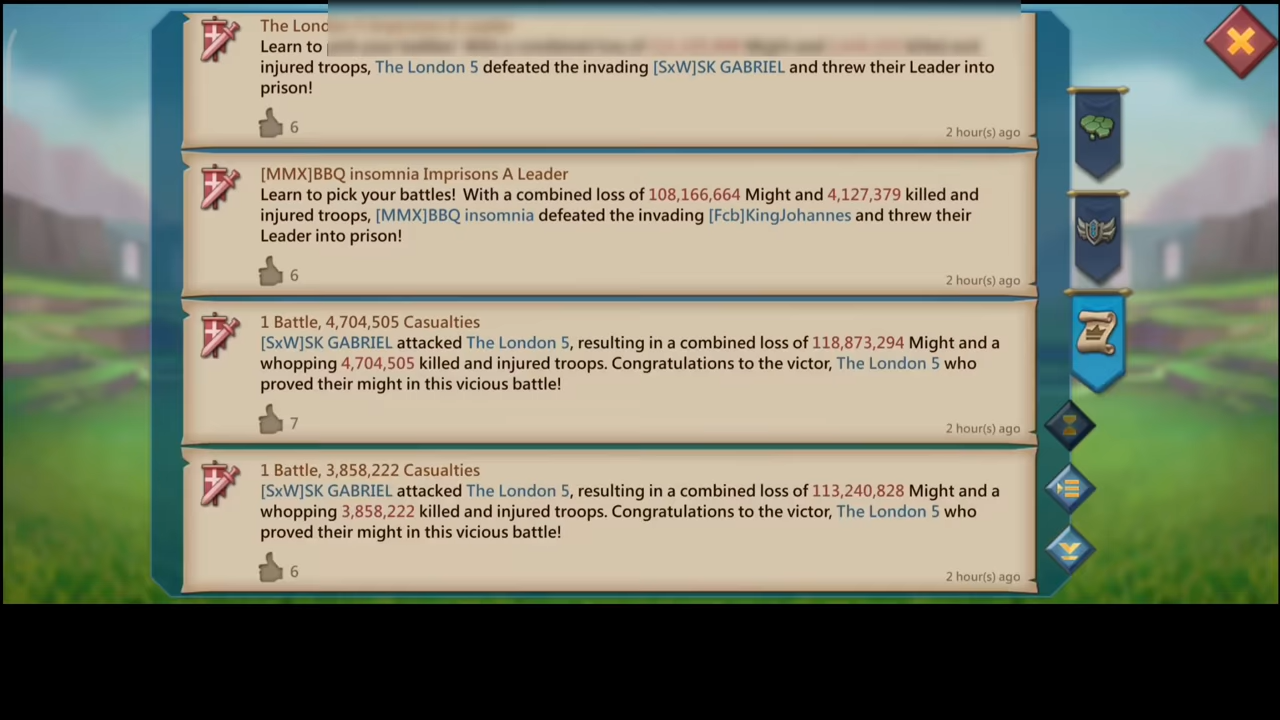 The Lond
Learn to
injured troops, The London 5 defeated the invading [SxW]SK GABRIEL and threw their Leader into
prison!
6
2 hour(s) ago
[MMX]BBQ insomnia Imprisons A Leader
Learn to pick your battles! With a combined loss of 108,166,664 Might and 4,127,379 killed and
injured troops, [MMX]BBQ insomnia defeated the invading [Fcb]KingJohannes and threw their
Leader into prison!
6
2 hour(s) ago
1 Battle, 4,704,505 Casualties
[SxW]SK GABRIEL attacked The London 5, resulting in a combined loss of 118,873,294 Might and a
whopping 4,704,505 killed and injured troops. Congratulations to the victor, The London 5 who
proved their might in this vicious battle!
7
2 hour(s) ago
1 Battle, 3,858,222 Casualties
[SxW]SK GABRIEL attacked The London 5, resulting in a combined loss of 113,240,828 Might and a
whopping 3,858,222 killed and injured troops. Congratulations to the victor, The London 5 who
proved their might in this vicious battle!
6
2 hour(s) ago